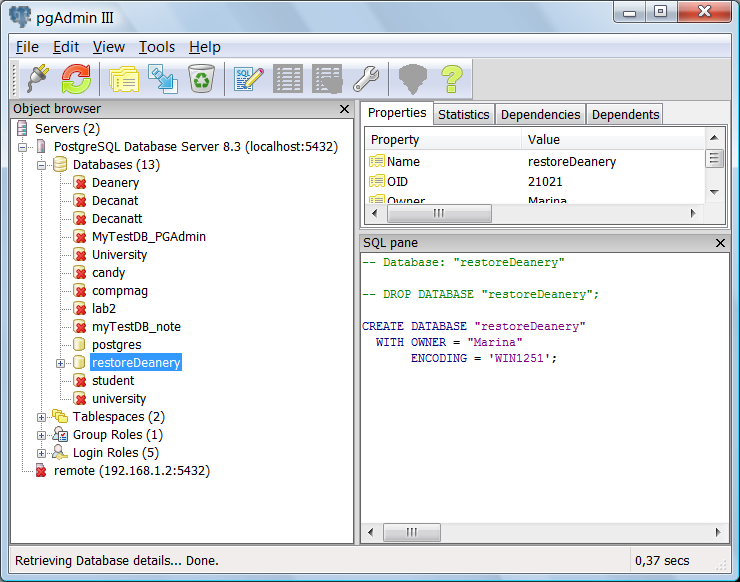 pgAdmin III
File Edit View Tools Help
SQL
Object browser
Servers (2)
PostgreSQL Database Server 8.3 (localhost:5432)
Databases (13)
Deanery
Decanat
Decanatt
MyTestDB_PGAdmin
University
candy
compmag
lab2
myTestDB_note
postgres
restoreDeanery
student
university
Tablespaces (2)
Group Roles (1)
Login Roles (5)
remote (192.168.1.2:5432)
Properties Statistics Dependencies Dependents
Property Value
Name restoreDeanery
OID 21021
Owner Marina
SQL pane
-- Database: "restoreDeanery"
-- DROP DATABASE "restoreDeanery";
CREATE DATABASE "restoreDeanery"
WITH OWNER = "Marina"
ENCODING = 'WIN1251';
Retrieving Database details... Done. 0,37 secs